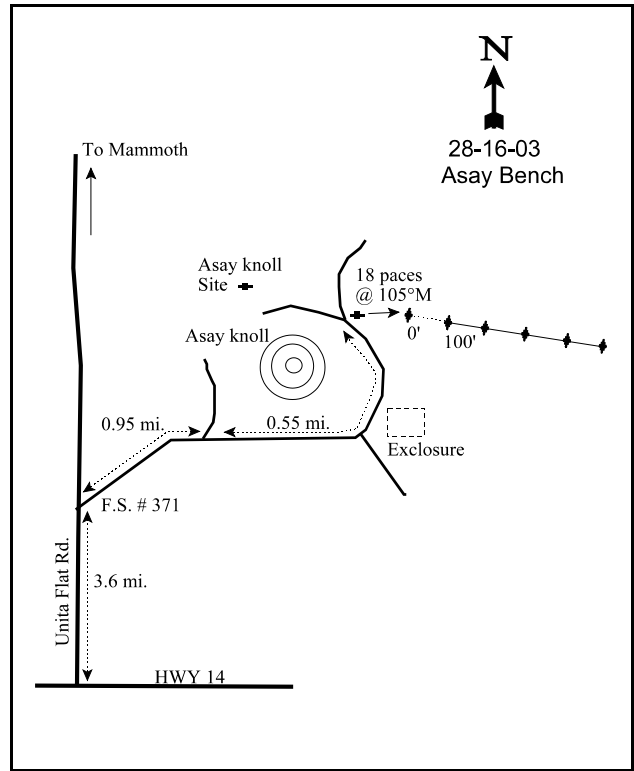 N
28-16-03
Asay Bench
To Mammoth
Asay knoll
Site
18 paces
@ 105°M
0'
100'
Asay knoll
0.95 mi.
0.55 mi.
Exclosure
F.S. # 371
Unita Flat Rd.
3.6 mi.
HWY 14